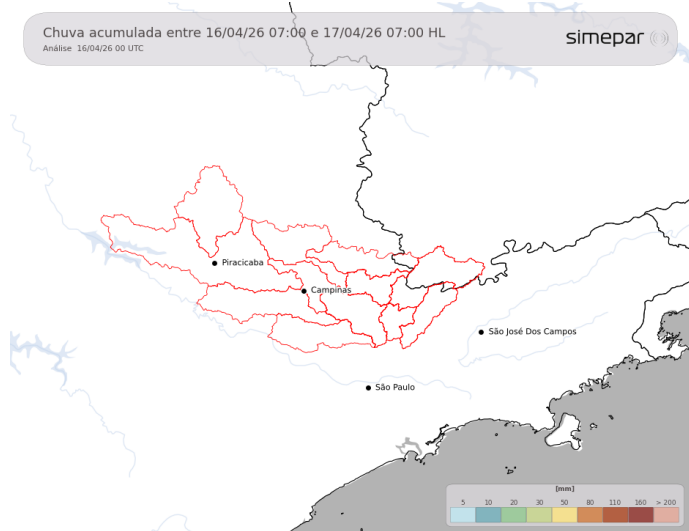 Chuva acumulada entre 16/04/26 07:00 e 17/04/26 07:00 HL
Análise 16/04/26 00 UTC
simepar
Piracicaba
Campinas
São José Dos Campos
São Paulo
[mm]
5 10 20 30 50 80 110 160 > 200